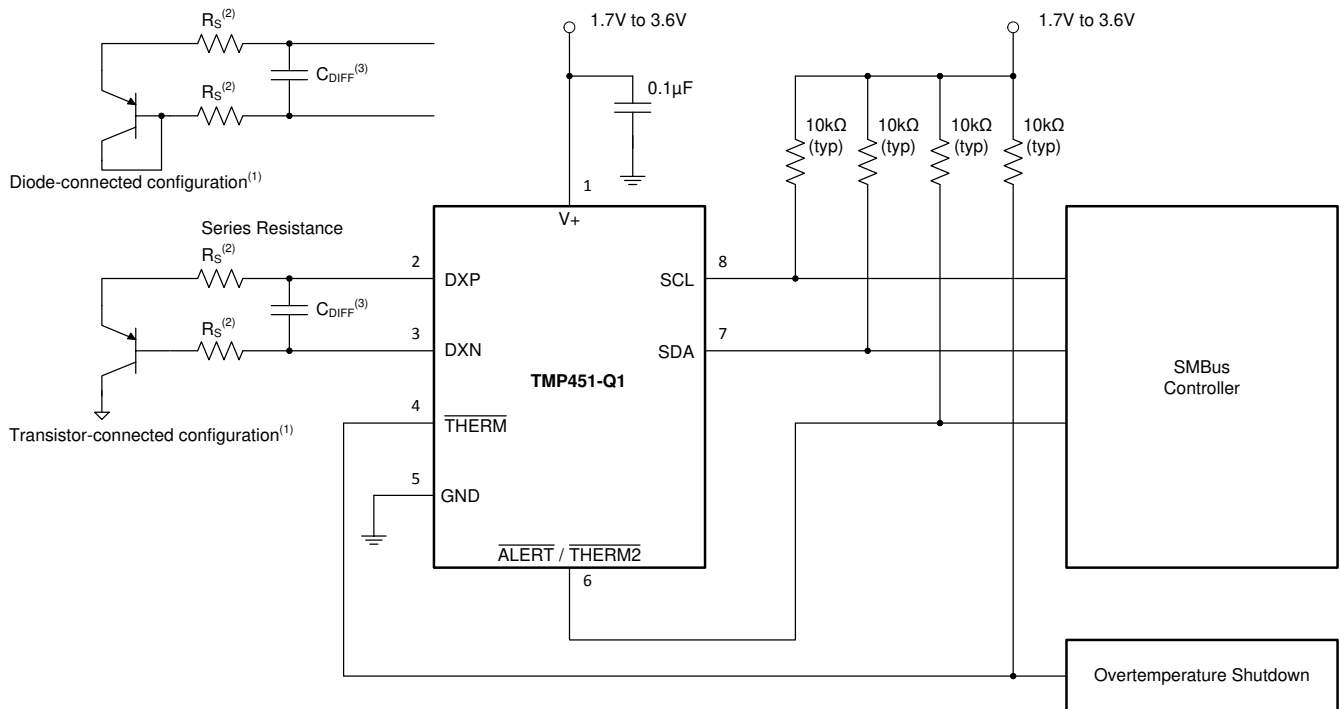 RS(2)
CDIFF(3)
RS(2)
Diode-connected configuration(1)
1.7V to 3.6V
0.1µF
1.7V to 3.6V
10kΩ
(typ)
10kΩ
(typ)
10kΩ
(typ)
10kΩ
(typ)
Series Resistance
RS(2)
CDIFF(3)
RS(2)
Transistor-connected configuration(1)
1
V+
2
DXP
3
DXN
4
THERM
5
GND
TMP451-Q1
SCL
8
SDA
7
ALERT / THERM2
6
SMBus
Controller
Overtemperature Shutdown